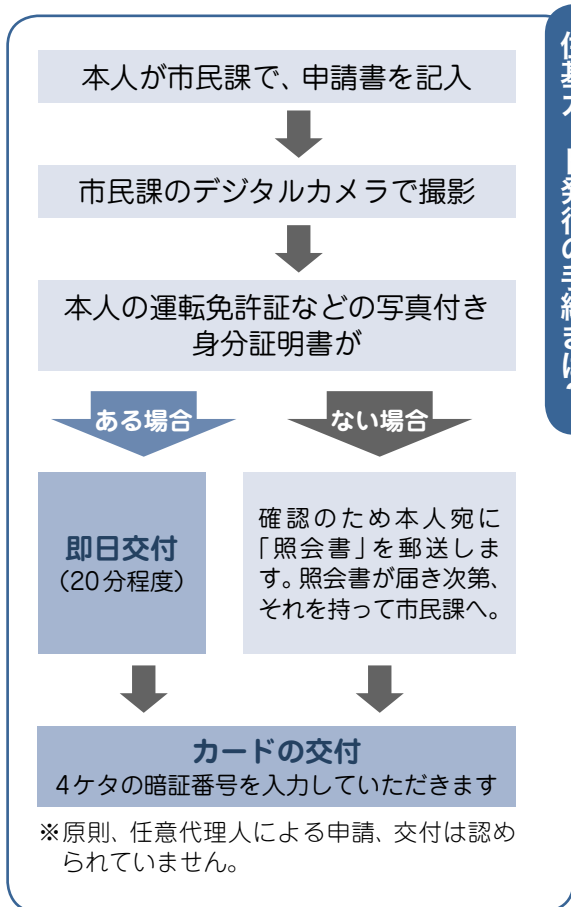 本人が市民課で、申請書を記入
市民課のデジタルカメラで撮影
本人の運転免許証などの写真付き
身分証明書が
ある場合
ない場合
即日交付
(20分程度)
確認のため本人宛に
「照会書」を郵送しま
す。照会書が届き次第、
それを持って市民課へ。
カードの交付
4ケタの暗証番号を入力していただきます
※原則、任意代理人による申請、交付は認め
られていません。